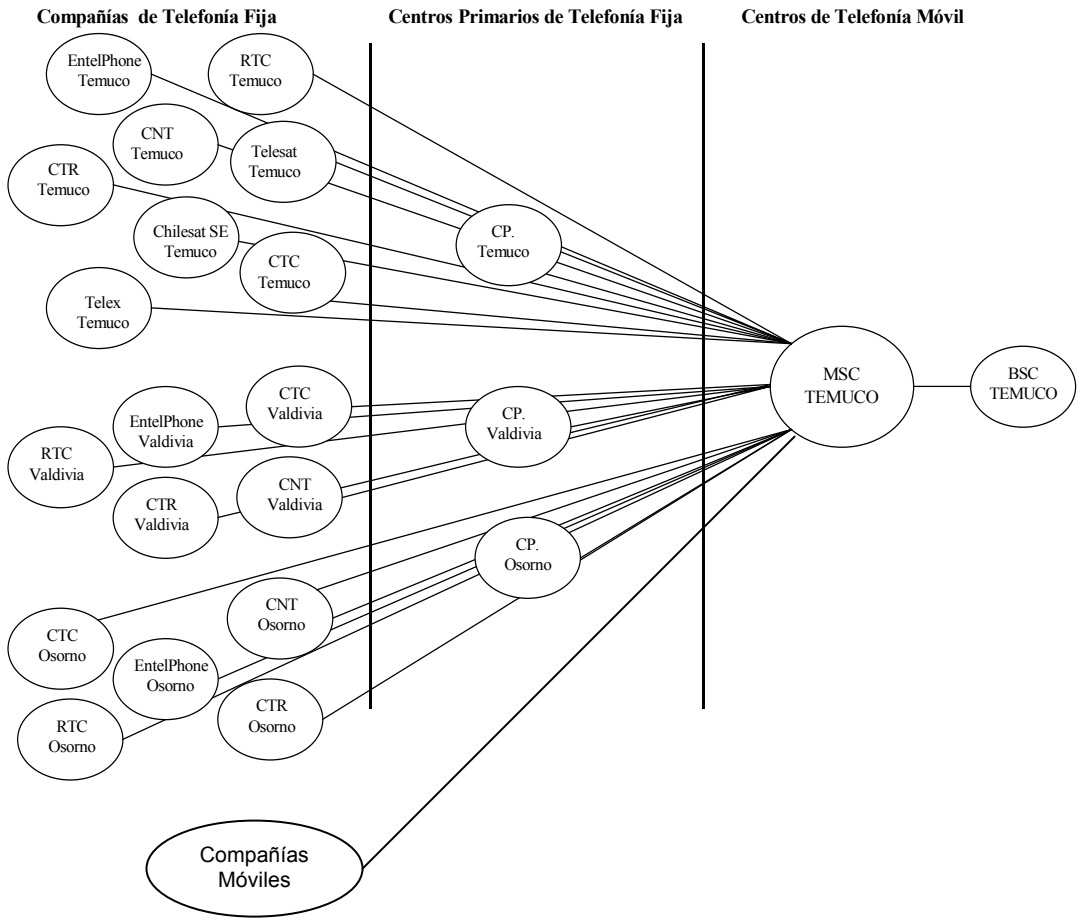 Compañías de Telefonía Fija
Centros Primarios de Telefonía Fija
Centros de Telefonía Móvil
EntelPhone
Temuco
RTC
Temuco
CNT
Temuco
Telesat
Temuco
CTR
Temuco
Chilesat SE
Temuco
CTC
Temuco
Telex
Temuco
CP.
Temuco
MSC
TEMUCO
BSC
TEMUCO
CTC
Valdivia
EntelPhone
Valdivia
RTC
Valdivia
CNT
Valdivia
CTR
Valdivia
CP.
Valdivia
CP.
Osorno
CNT
Osorno
CTC
Osorno
EntelPhone
Osorno
CTR
Osorno
RTC
Osorno
Compañías
Móviles